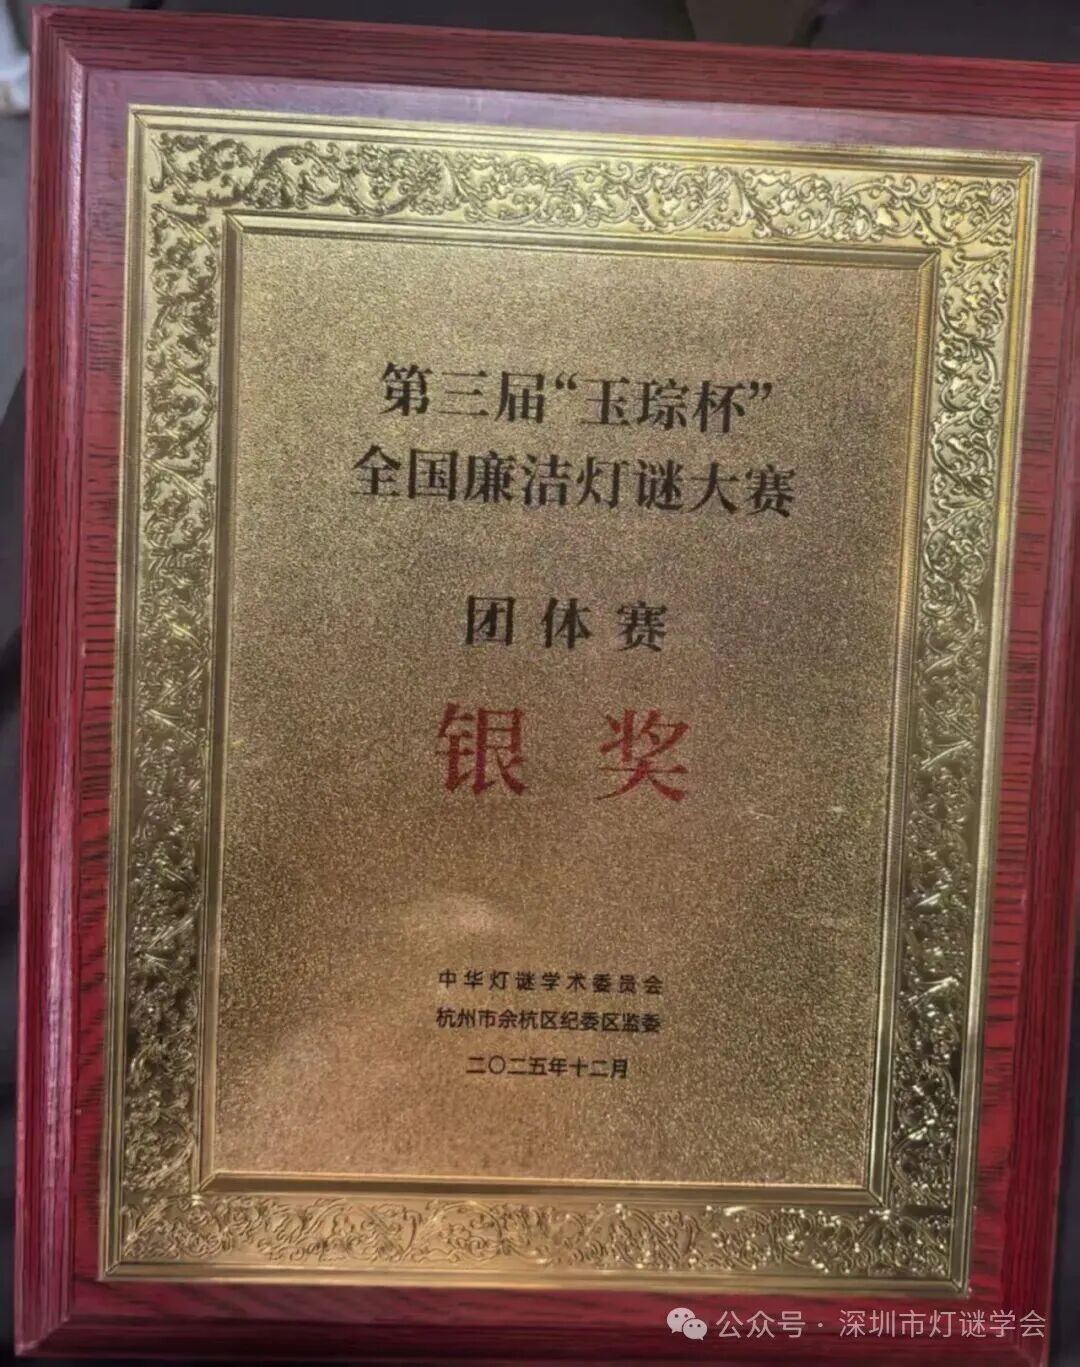 第三届“玉琮杯”
全国廉洁灯谜大赛
团体赛
银奖
中华灯谜学术委员会
杭州市余杭区纪委区监委
二〇二五年十二月
公众号·深圳市灯谜学会